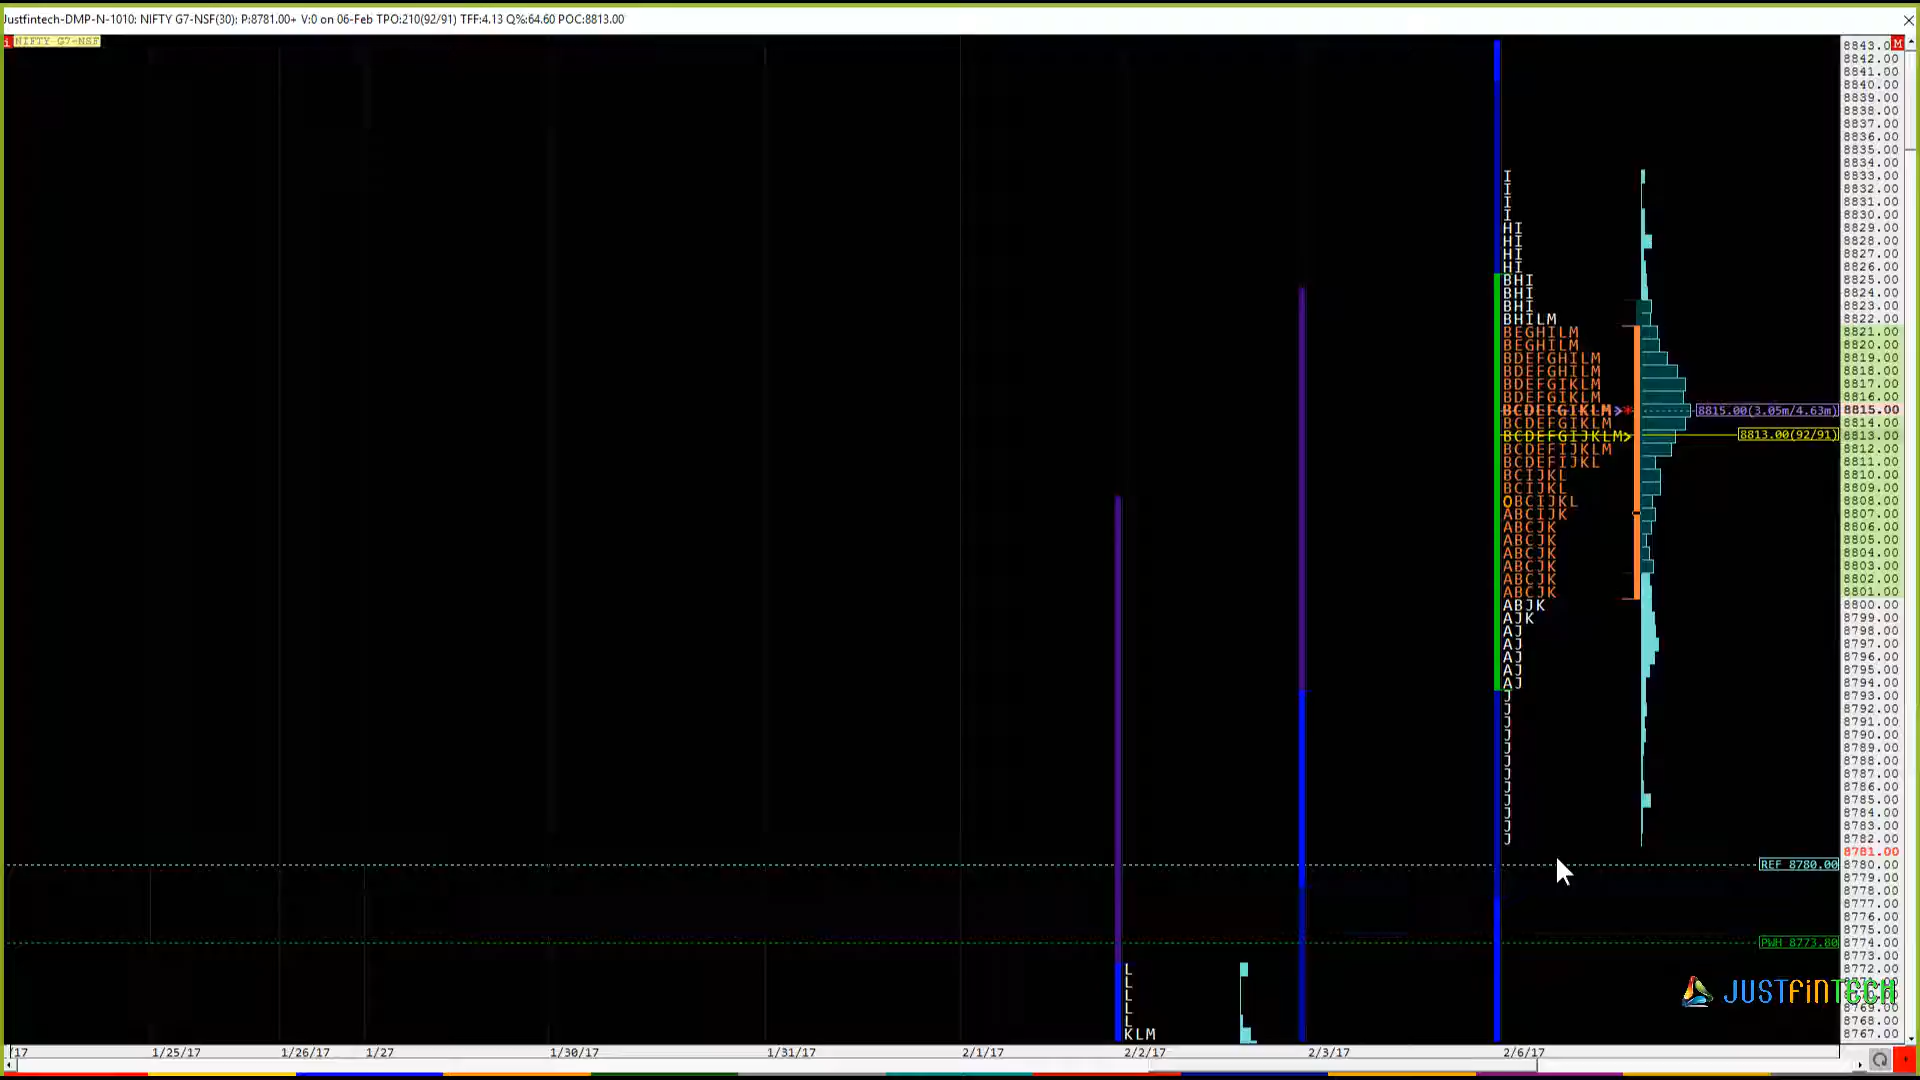 Justfintech-DMP-N-1010: NIFTY G7-NSF(30): P:8781.00+ V:0 on 06-Feb TPO:210(92/91) TFF:4.13 Q%:64.60 POC:8813.00
NIFTY G7-NSF
8843.0 M
8842.00
8841.00
8840.00
8839.00
8838.00
8837.00
8836.00
8835.00
8834.00
I 8833.00
I 8832.00
I 8831.00
I 8830.00
HI 8829.00
HI 8828.00
HI 8827.00
HI 8826.00
BHI 8825.00
BHI 8824.00
BHI 8823.00
BHILM 8822.00
BEGHILM 8821.00
BEGHILM 8820.00
BDEFGHILM 8819.00
BDEFGHILM 8818.00
BDEFGIKLM 8817.00
BDEFGIKLM 8816.00
BCDEFGIKLM 8815.00(3.05m/4.63m) 8815.00
BCDEFGIKLM 8814.00
BCDEFGIJKLM 8813.00(92/91) 8813.00
BCDEFIJKLM 8812.00
BCDEFIJKL 8811.00
BCIJKL 8810.00
BCIJKL 8809.00
OBCIJKL 8808.00
ABCIJK 8807.00
ABCJK 8806.00
ABCJK 8805.00
ABCJK 8804.00
ABCJK 8803.00
ABCJK 8802.00
ABCJK 8801.00
ABJK 8800.00
AJK 8799.00
AJ 8798.00
AJ 8797.00
AJ 8796.00
AJ 8795.00
AJ 8794.00
J 8793.00
J 8792.00
J 8791.00
J 8790.00
J 8789.00
J 8788.00
J 8787.00
J 8786.00
J 8785.00
J 8784.00
J 8783.00
J 8782.00
8781.00
REF 8780.00 8780.00
8779.00
8778.00
8777.00
8776.00
8775.00
PWH 8773.80 8774.00
8773.00
L 8772.00
L
L JUSTFINTECH
L
L 8768.00
KLM 8767.00
/17 1/25/17 1/26/17 1/27 1/30/17 1/31/17 2/1/17 2/2/17 2/3/17 2/6/17